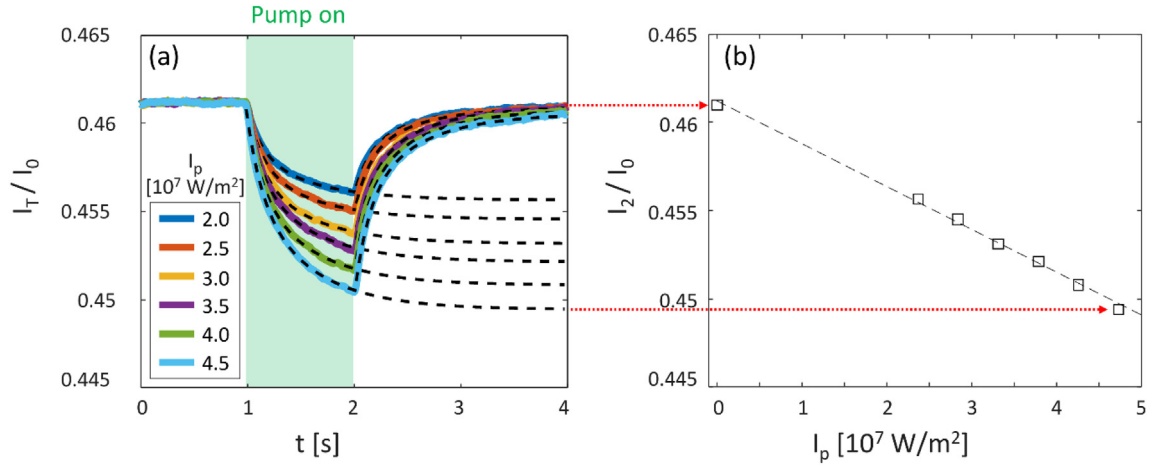 Pump on
(a)
0.465
0.46
0.455
0.45
0.445
I_T / I_0
I_p
[10^7 W/m^2]
2.0
2.5
3.0
3.5
4.0
4.5
0 1 2 3 4
t [s]
(b)
0.465
0.46
0.455
0.45
0.445
I_2 / I_0
0 1 2 3 4 5
I_p [10^7 W/m^2]